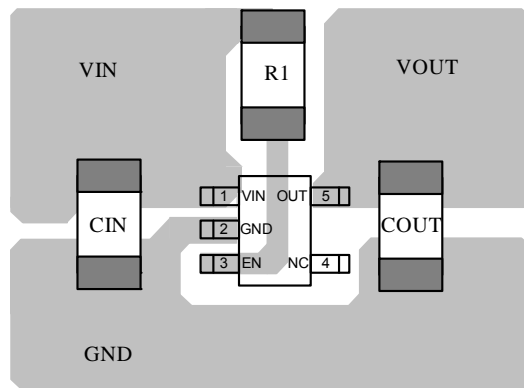 VIN
R1
VOUT
1 VIN OUT 5
CIN
2 GND
COUT
3 EN NC 4
GND